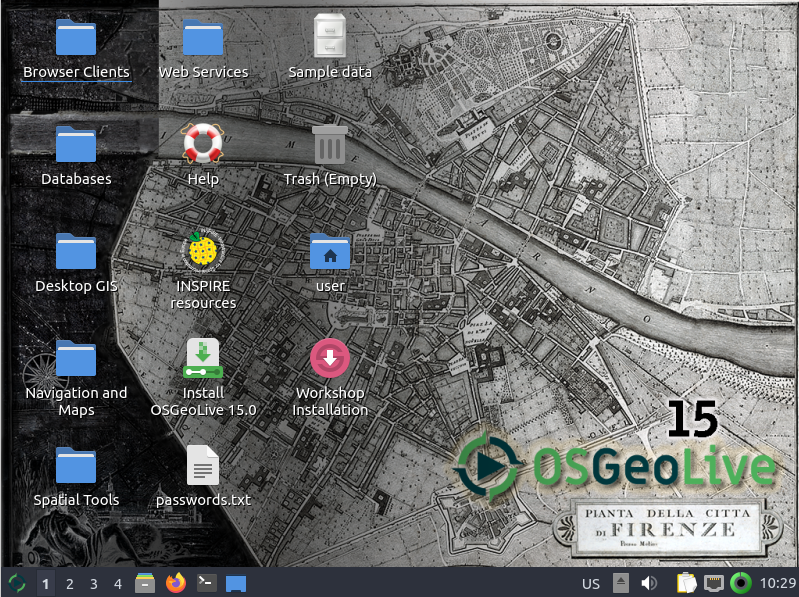 Browser Clients
Web Services
Sample data
Databases
Help
Trash (Empty)
Desktop GIS
INSPIRE
resources
user
Navigation and
Maps
Install
OSGeoLive 15.0
Workshop
Installation
Spatial Tools
passwords.txt
15
OSGeoLive
PIANTA DELLA CITTA
DI FIRENZE
A R N O
1 2 3 4
US
10:29